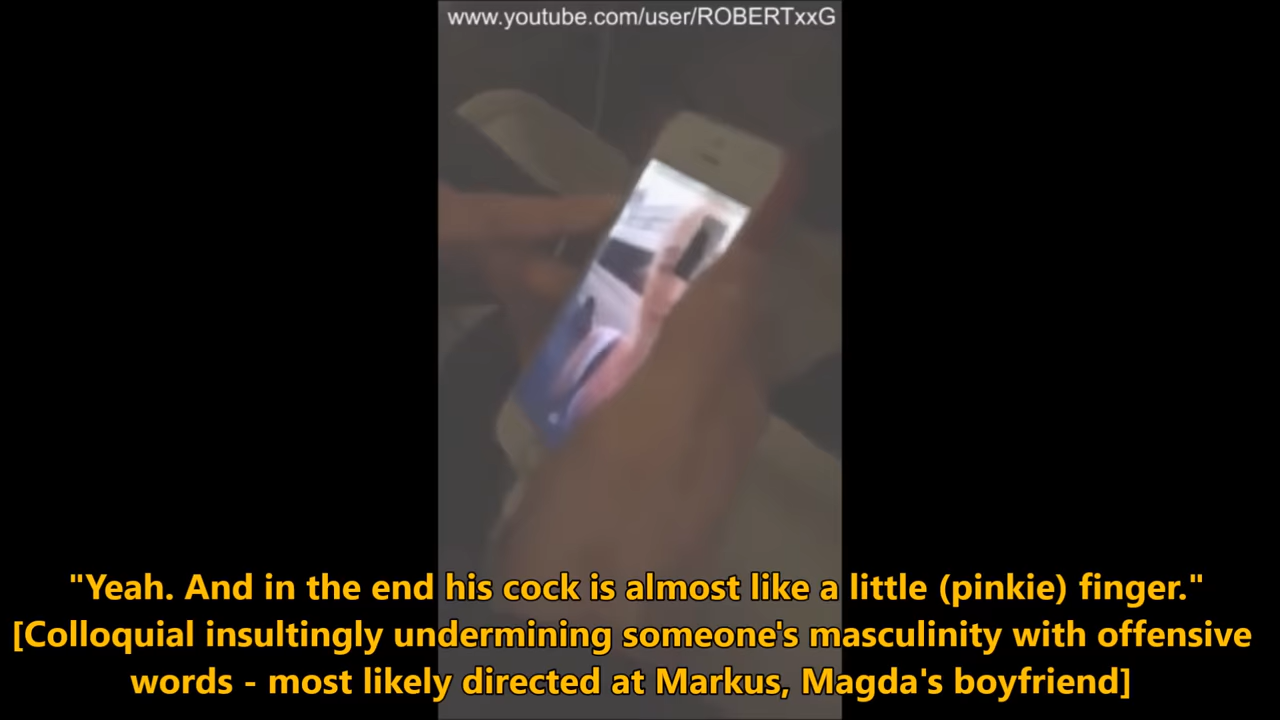 www.youtube.com/user/ROBERTxxG
"Yeah. And in the end his cock is almost like a little (pinkie) finger."
[Colloquial insultingly undermining someone's masculinity with offensive
words - most likely directed at Markus, Magda's boyfriend]